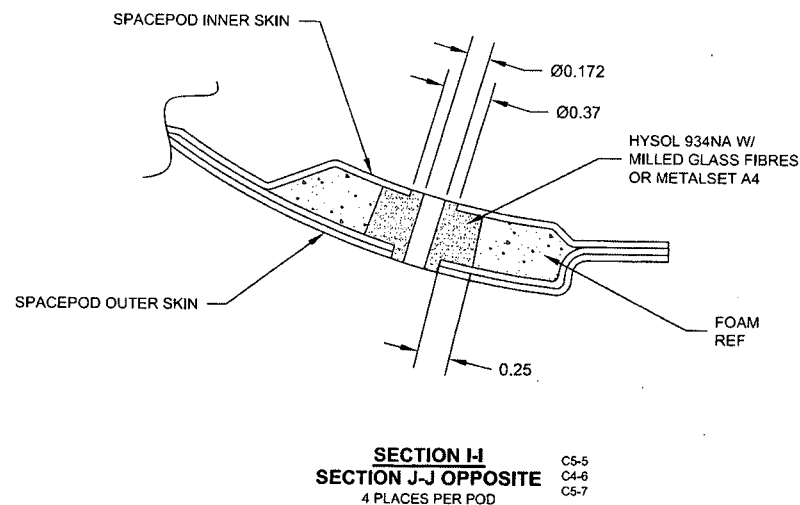 SPACEPOD INNER SKIN
Ø0.172
Ø0.37
HYSOL 934NA W/
MILLED GLASS FIBRES
OR METALSET A4
SPACEPOD OUTER SKIN
FOAM
REF
0.25
SECTION I-I
SECTION J-J OPPOSITE
4 PLACES PER POD
C5-5
C4-6
C5-7